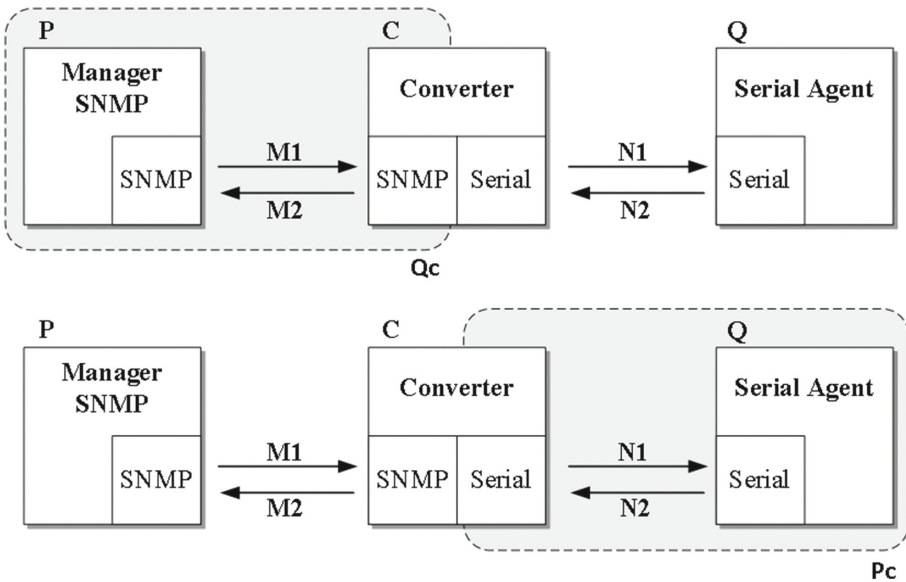 P
C
Q
Manager
SNMP
Converter
Serial Agent
SNMP
M1
M2
SNMP
Serial
N1
N2
Serial
Qc
P
C
Q
Manager
SNMP
Converter
Serial Agent
SNMP
M1
M2
SNMP
Serial
N1
N2
Serial
Pc